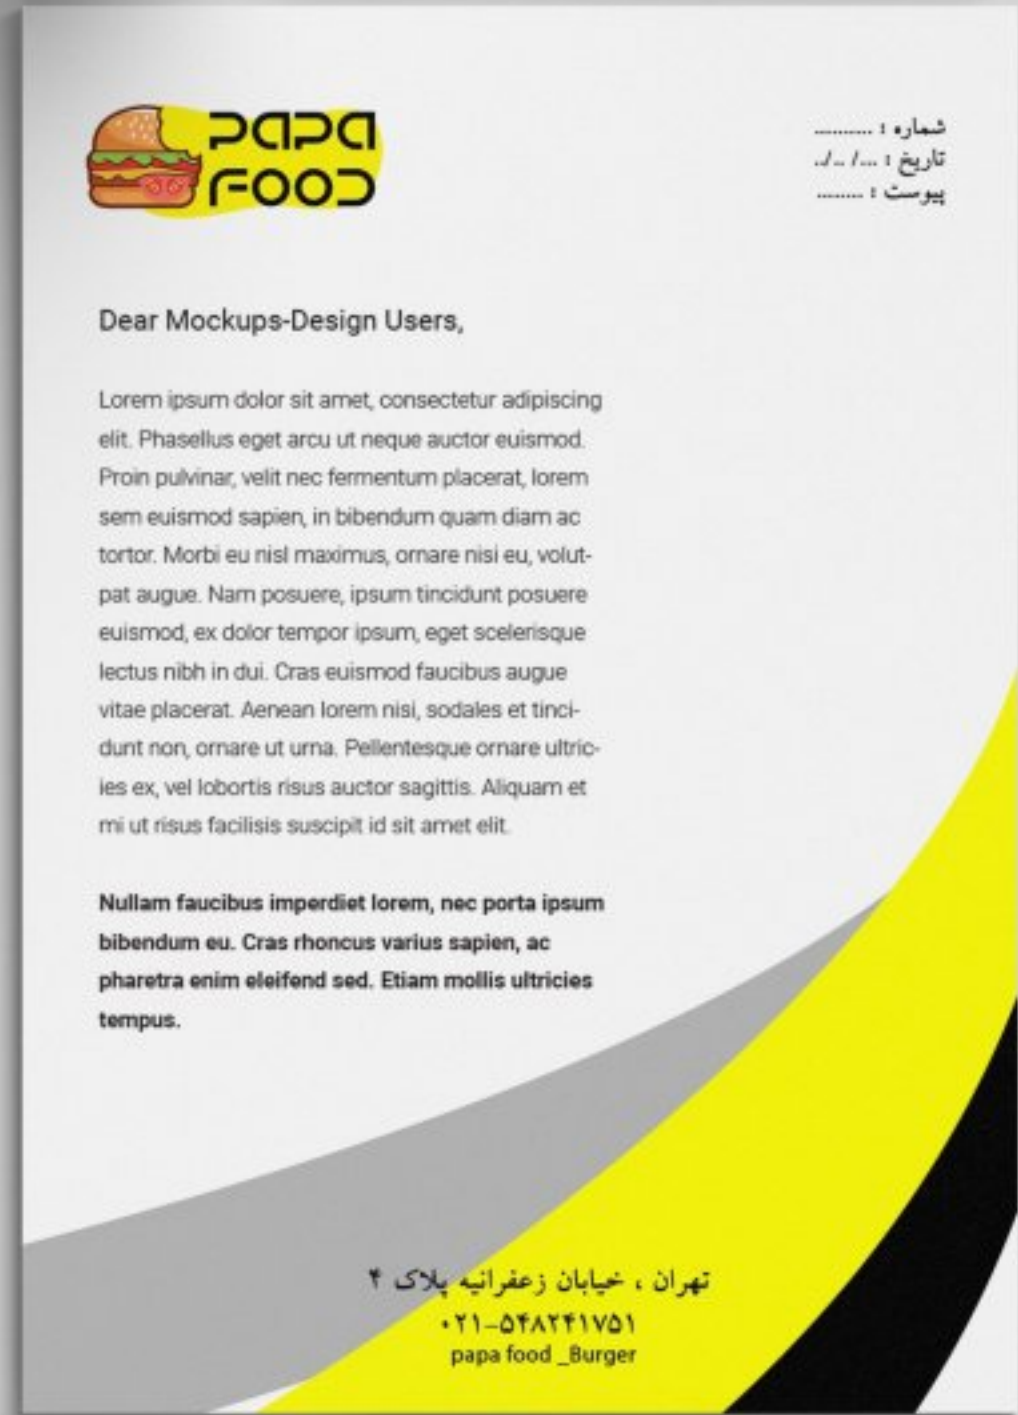 PAPA
FOOD
شماره : ...........
تاریخ : .../ ../..
پیوست : .........
Dear Mockups-Design Users,
Lorem ipsum dolor sit amet, consectetur adipiscing
elit. Phasellus eget arcu ut neque auctor euismod.
Proin pulvinar, velit nec fermentum placerat, lorem
sem euismod sapien, in bibendum quam diam ac
tortor. Morbi eu nisl maximus, ornare nisi eu, volut-
pat augue. Nam posuere, ipsum tincidunt posuere
euismod, ex dolor tempor ipsum, eget scelerisque
lectus nibh in dui. Cras euismod faucibus augue
vitae placerat. Aenean lorem nisi, sodales et tinci-
dunt non, ornare ut urna. Pellentesque ornare ultric-
ies ex, vel lobortis risus auctor sagittis. Aliquam et
mi ut risus facilisis suscipit id sit amet elit.
Nullam faucibus imperdiet lorem, nec porta ipsum
bibendum eu. Cras rhoncus varius sapien, ac
pharetra enim eleifend sed. Etiam mollis ultricies
tempus.
تهران ، خیابان زعفرانیه پلاک ۴
۰۲۱-۵۴۸۲۴۱۷۵۱
papa food _Burger